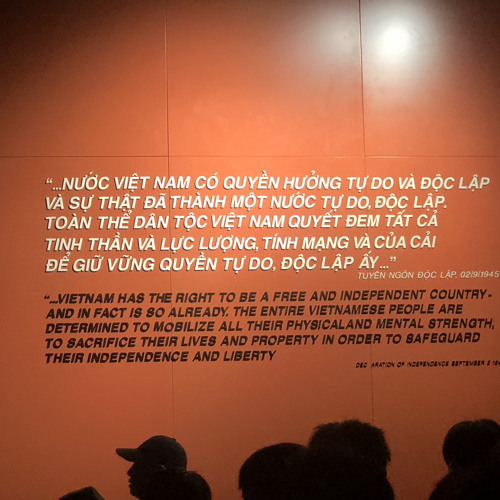 “...NƯỚC VIỆT NAM CÓ QUYỀN HƯỞNG TỰ DO VÀ ĐỘC LẬP
VÀ SỰ THẬT ĐÃ THÀNH MỘT NƯỚC TỰ DO, ĐỘC LẬP.
TOÀN THỂ DÂN TỘC VIỆT NAM QUYẾT ĐEM TẤT CẢ
TINH THẦN VÀ LỰC LƯỢNG, TÍNH MẠNG VÀ CỦA CẢI
ĐỂ GIỮ VỮNG QUYỀN TỰ DO, ĐỘC LẬP ẤY...”
TUYÊN NGÔN ĐỘC LẬP, 02/9/1945
“...VIETNAM HAS THE RIGHT TO BE A FREE AND INDEPENDENT COUNTRY -
AND IN FACT IS SO ALREADY. THE ENTIRE VIETNAMESE PEOPLE ARE
DETERMINED TO MOBILIZE ALL THEIR PHYSICALAND MENTAL STRENGTH,
TO SACRIFICE THEIR LIVES AND PROPERTY IN ORDER TO SAFEGUARD
THEIR INDEPENDENCE AND LIBERTY
DEC ARATION OF INDEPENDENCE SEPTEMBER 2 194